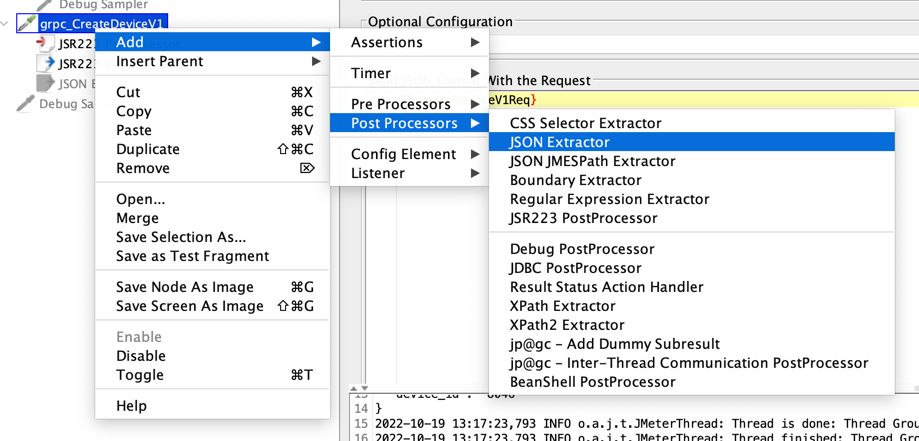 Debug Sampler
grpc_CreateDeviceV1
JSR223
JSR223
JSON E
Debug Sam
Add
Insert Parent
Cut ⌘X
Copy ⌘C
Paste ⌘V
Duplicate ⇧⌘C
Remove ⌦
Open...
Merge
Save Selection As...
Save as Test Fragment
Save Node As Image ⌘G
Save Screen As Image ⇧⌘G
Enable
Disable
Toggle ⌘T
Help
Assertions
Timer
Pre Processors
Post Processors
Config Element
Listener
Optional Configuration
With the Request
eV1Req}
CSS Selector Extractor
JSON Extractor
JSON JMESPath Extractor
Boundary Extractor
Regular Expression Extractor
JSR223 PostProcessor
Debug PostProcessor
JDBC PostProcessor
Result Status Action Handler
XPath Extractor
XPath2 Extractor
jp@gc - Add Dummy Subresult
jp@gc - Inter-Thread Communication PostProcessor
BeanShell PostProcessor
14 }
15 2022-10-19 13:17:23,793 INFO o.a.j.t.JMeterThread: Thread is done: Thread Gro
16 2022-10-19 13:17:23,793 INFO o.a.j.t.JMeterThread: Thread finished: Thread Gro